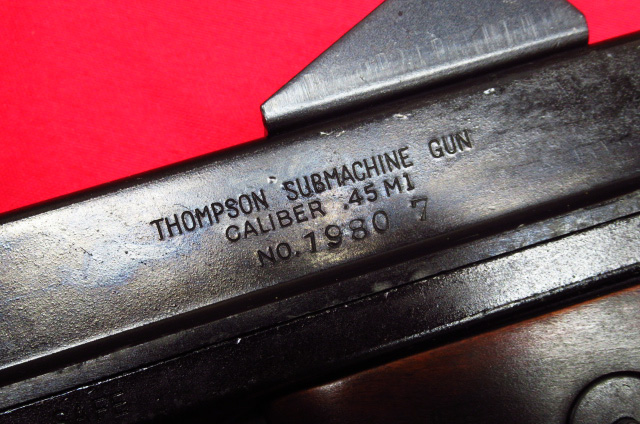 THOMPSON SUBMACHINE GUN
CALIBER .45 M1
NO. 1980 7